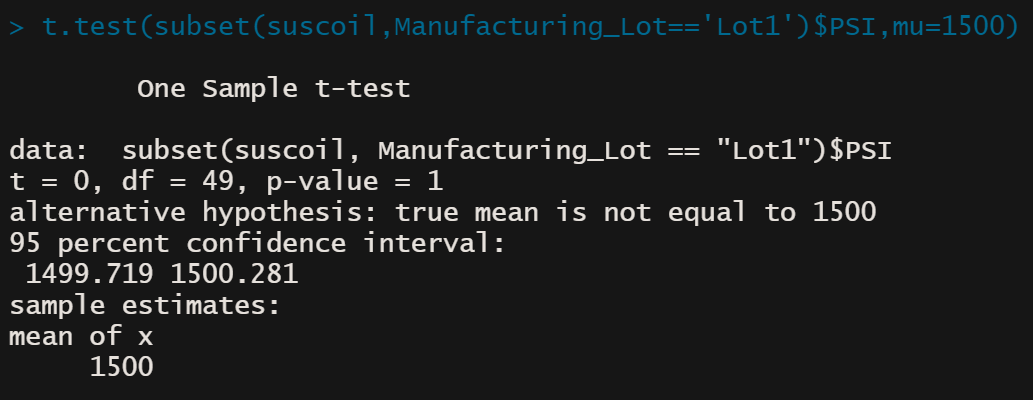 > t.test(subset(suscoil,Manufacturing_Lot=='Lot1')$PSI,mu=1500)
One Sample t-test
data:  subset(suscoil, Manufacturing_Lot == "Lot1")$PSI
t = 0, df = 49, p-value = 1
alternative hypothesis: true mean is not equal to 1500
95 percent confidence interval:
1499.719 1500.281
sample estimates:
mean of x
1500